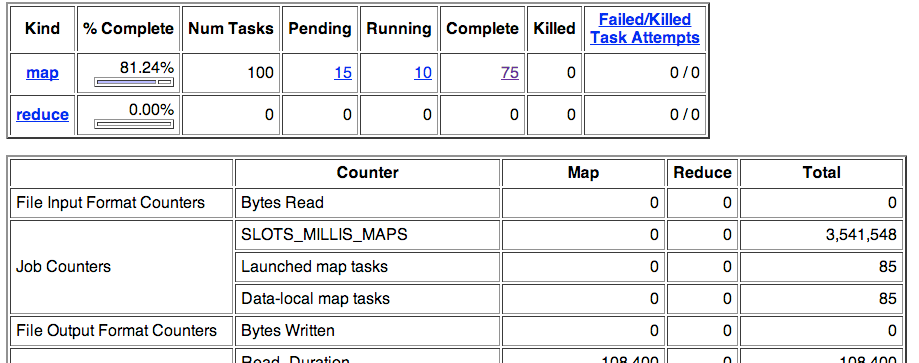 Kind % Complete Num Tasks Pending Running Complete Killed Failed/Killed Task Attempts
map 81.24% 100 15 10 75 0 0 / 0
reduce 0.00% 0 0 0 0 0 0 / 0
Counter Map Reduce Total
File Input Format Counters Bytes Read 0 0 0
SLOTS_MILLIS_MAPS 0 0 3,541,548
Job Counters Launched map tasks 0 0 85
Data-local map tasks 0 0 85
File Output Format Counters Bytes Written 0 0 0
Read_Duration 108,400 0 108,400